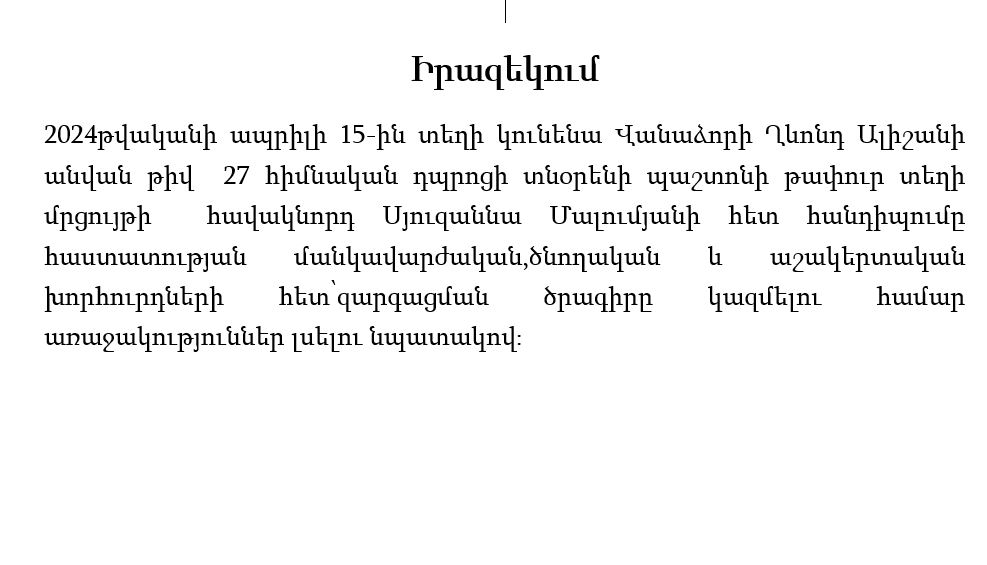 Իրազեկում
2024թվականի ապրիլի 15-ին տեղի կունենա Վանաձորի Ղևոնդ Ալիշանի
անվան թիվ 27 հիմնական դպրոցի տնօրենի պաշտոնի թափուր տեղի
մրցույթի հավակնորդ Սյուզաննա Մալումյանի հետ հանդիպումը
հաստատության մանկավարժական,ծնողական և աշակերտական
խորհուրդների հետ՝զարգացման ծրագիրը կազմելու համար
առաջակություններ լսելու նպատակով։